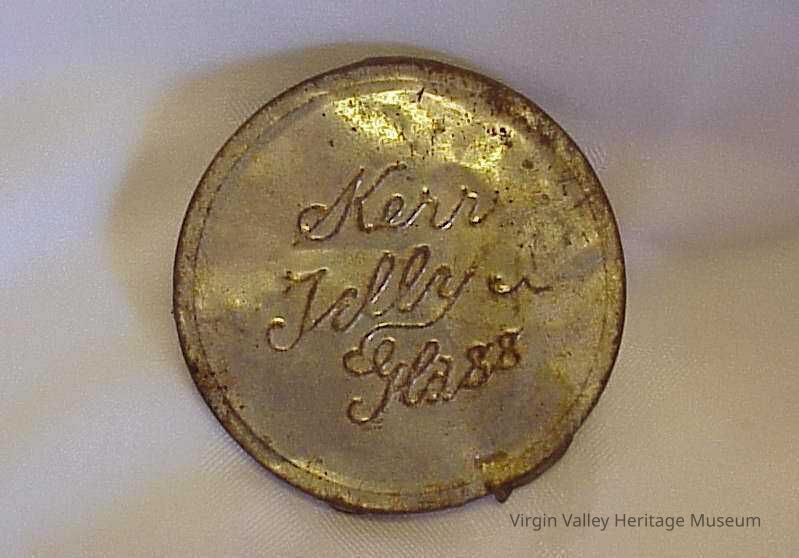 Kerr
Jelly
Glass
Virgin Valley Heritage Museum